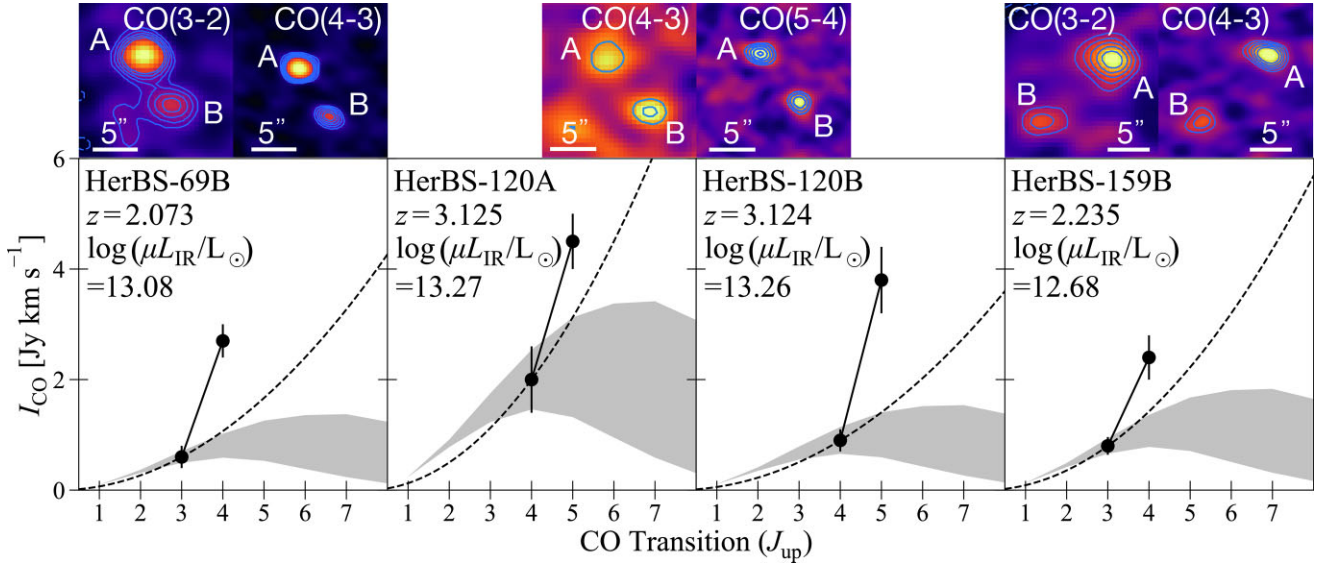 CO(3-2) CO(4-3)
A A
B B
5” 5”
CO(4-3) CO(5-4)
A A
B B
5” 5”
CO(3-2) CO(4-3)
A A
B B
5” 5”
HerBS-69B
z=2.073
log(μL_IR/L_⊙)
=13.08
HerBS-120A
z=3.125
log(μL_IR/L_⊙)
=13.27
HerBS-120B
z=3.124
log(μL_IR/L_⊙)
=13.26
HerBS-159B
z=2.235
log(μL_IR/L_⊙)
=12.68
I_CO [Jy km s⁻¹]
6
4
2
0
1 2 3 4 5 6 7
1 2 3 4 5 6 7
1 2 3 4 5 6 7
1 2 3 4 5 6 7
CO Transition (J_up)